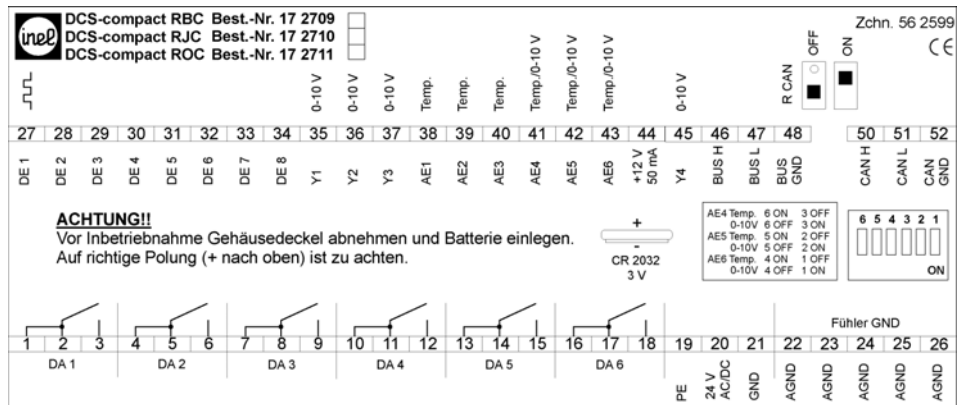 inel
DCS-compact RBC Best.-Nr. 17 2709
DCS-compact RJC Best.-Nr. 17 2710
DCS-compact ROC Best.-Nr. 17 2711
Zchn. 56 2599
CE
R CAN
OFF
ON
0-10 V
0-10 V
0-10 V
Temp.
Temp.
Temp.
Temp./0-10 V
Temp./0-10 V
Temp./0-10 V
0-10 V
27 28 29 30 31 32 33 34 35 36 37 38 39 40 41 42 43 44 45 46 47 48 50 51 52
DE 1
DE 2
DE 3
DE 4
DE 5
DE 6
DE 7
DE 8
Y1
Y2
Y3
AE1
AE2
AE3
AE4
AE5
AE6
+12 V
50 mA
Y4
BUS H
BUS L
BUS
GND
CAN H
CAN L
CAN
GND
ACHTUNG!!
Vor Inbetriebnahme Gehäusedeckel abnehmen und Batterie einlegen.
Auf richtige Polung (+ nach oben) ist zu achten.
+
-
CR 2032
3 V
AE4 Temp. 6 ON 3 OFF
0-10V 6 OFF 3 ON
AE5 Temp. 5 ON 2 OFF
0-10V 5 OFF 2 ON
AE6 Temp. 4 ON 1 OFF
0-10V 4 OFF 1 ON
6 5 4 3 2 1
ON
Fühler GND
1 2 3 4 5 6 7 8 9 10 11 12 13 14 15 16 17 18 19 20 21 22 23 24 25 26
DA 1 DA 2 DA 3 DA 4 DA 5 DA 6
PE
24 V
AC/DC
GND
AGND
AGND
AGND
AGND
AGND